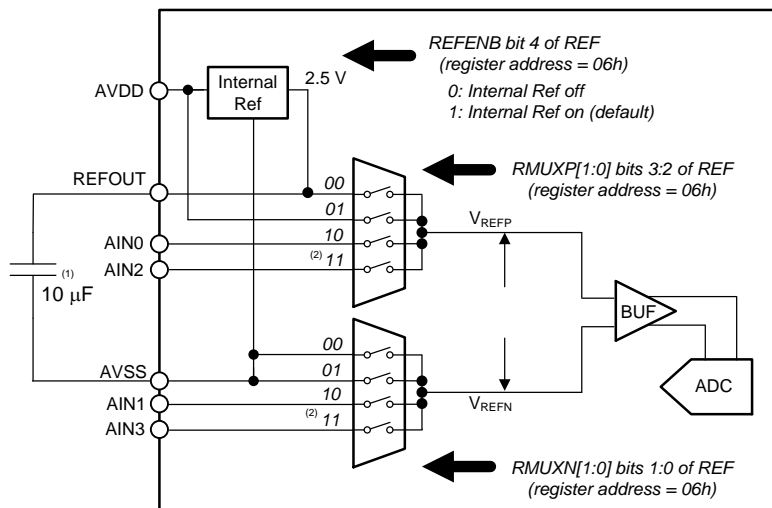 REFENB bit 4 of REF
(register address = 06h)
0: Internal Ref off
1: Internal Ref on (default)
Internal
Ref
2.5 V
AVDD
RMUXP[1:0] bits 3:2 of REF
(register address = 06h)
REFOUT
00
01
AIN0
10
AIN2
(2) 11
VREFP
(1)
10 μF
BUF
ADC
00
AVSS
01
AIN1
10
AIN3
(2) 11
VREFN
RMUXN[1:0] bits 1:0 of REF
(register address = 06h)